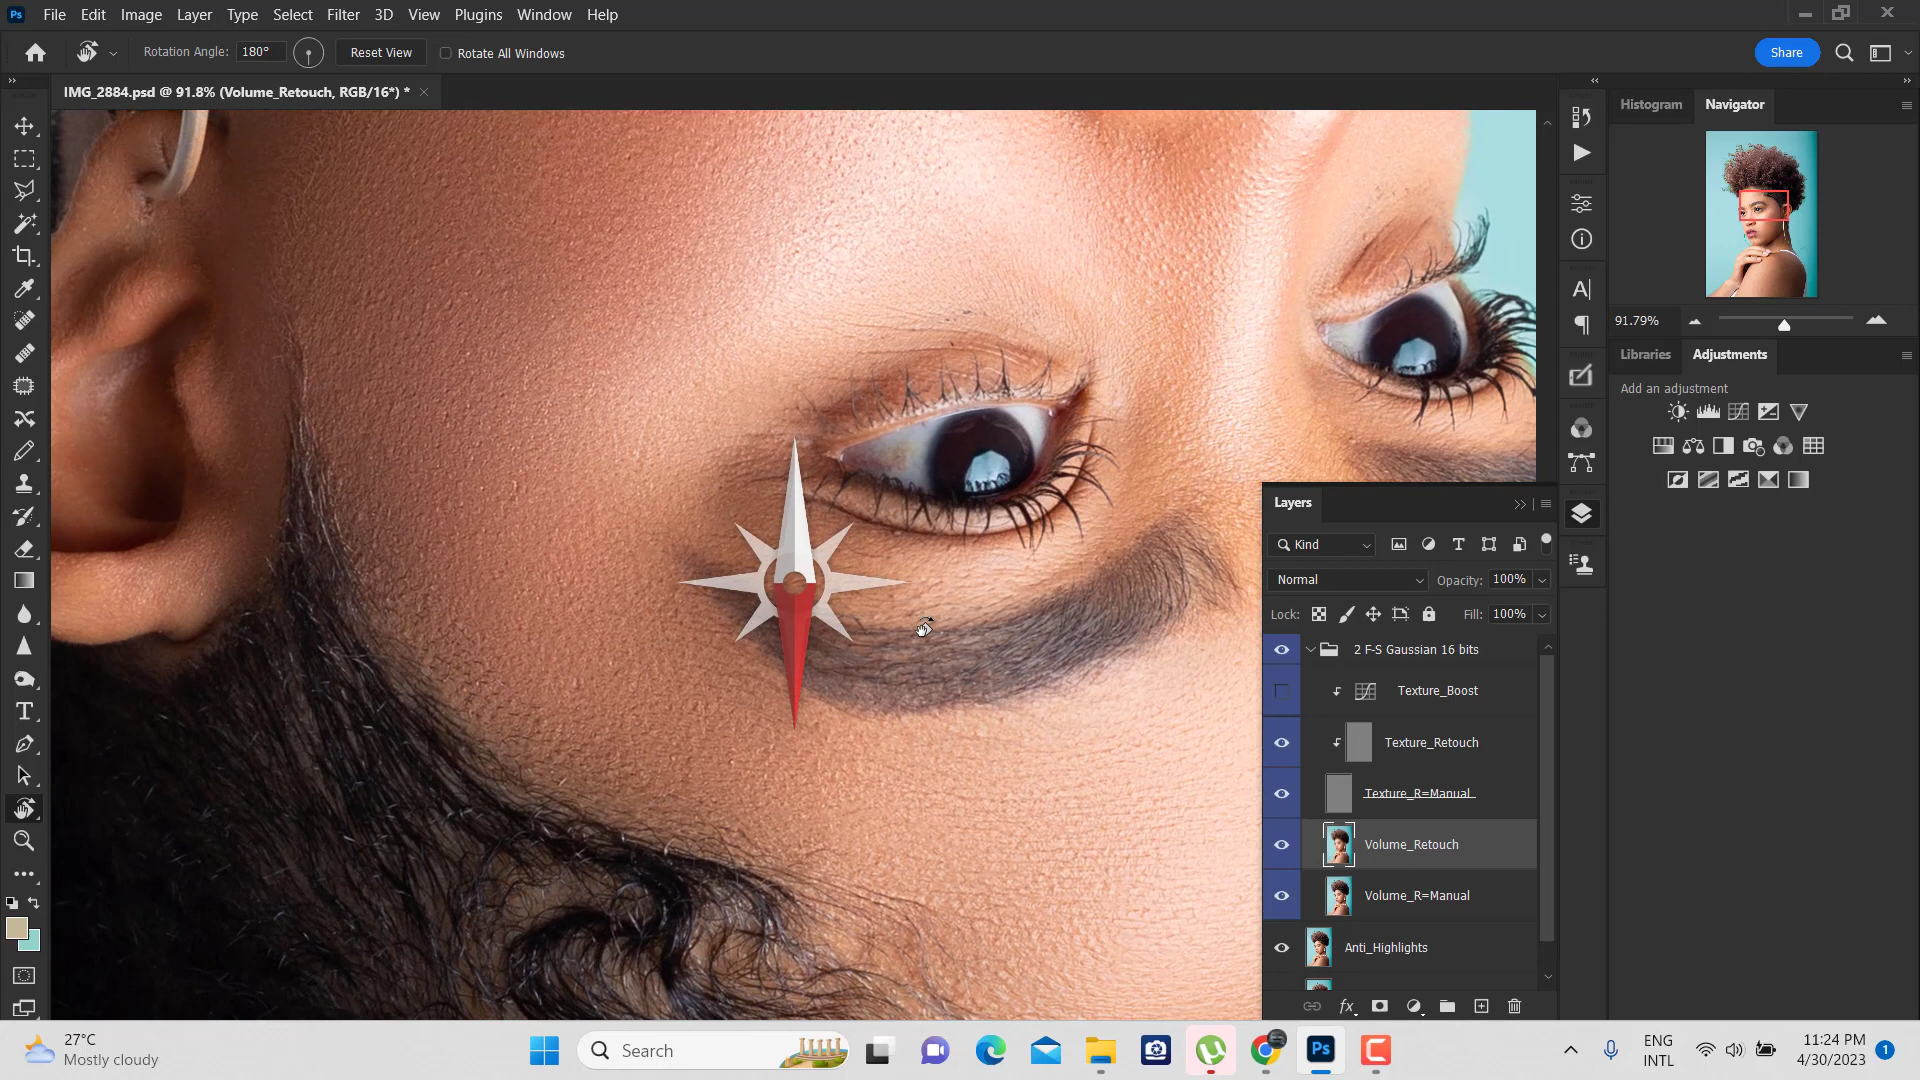 Ps File Edit Image Layer Type Select Filter 3D View Plugins Window Help
Rotation Angle: 180° Reset View Rotate All Windows Share
IMG_2884.psd @ 91.8% (Volume_Retouch, RGB/16*) *
Histogram Navigator
91.79%
Libraries Adjustments
Add an adjustment
Layers
Kind
Normal Opacity: 100%
Lock: Fill: 100%
2 F-S Gaussian 16 bits
Texture_Boost
Texture_Retouch
Texture_R=Manual
Volume_Retouch
Volume_R=Manual
Anti_Highlights
27°C
Mostly cloudy
Search
Ps
ENG
INTL
11:24 PM
4/30/2023
1